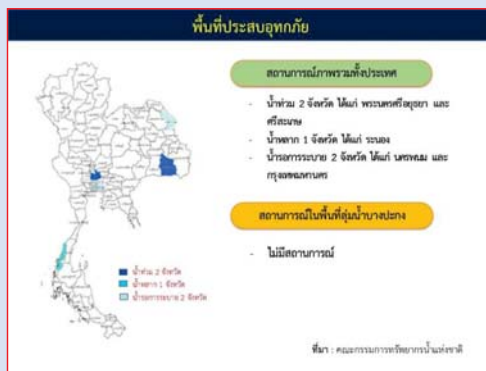 พื้นที่ประสบอุทกภัย
สถานการณ์ภาพรวมทั้งประเทศ
- น้ำท่วม 2 จังหวัด ได้แก่ พระนครศรีอยุธยา และ
ศรีสะเกษ
- น้ำหลาก 1 จังหวัด ได้แก่ ระนอง
- น้ำรอการระบาย 2 จังหวัด ได้แก่ นครพนม และ
กรุงเทพมหานคร
สถานการณ์ในพื้นที่ลุ่มน้ำบางปะกง
- ไม่มีสถานการณ์
น้ำท่วม 2 จังหวัด
น้ำหลาก 1 จังหวัด
น้ำรอการระบาย 2 จังหวัด
ที่มา : คณะกรรมการทรัพยากรน้ำแห่งชาติ